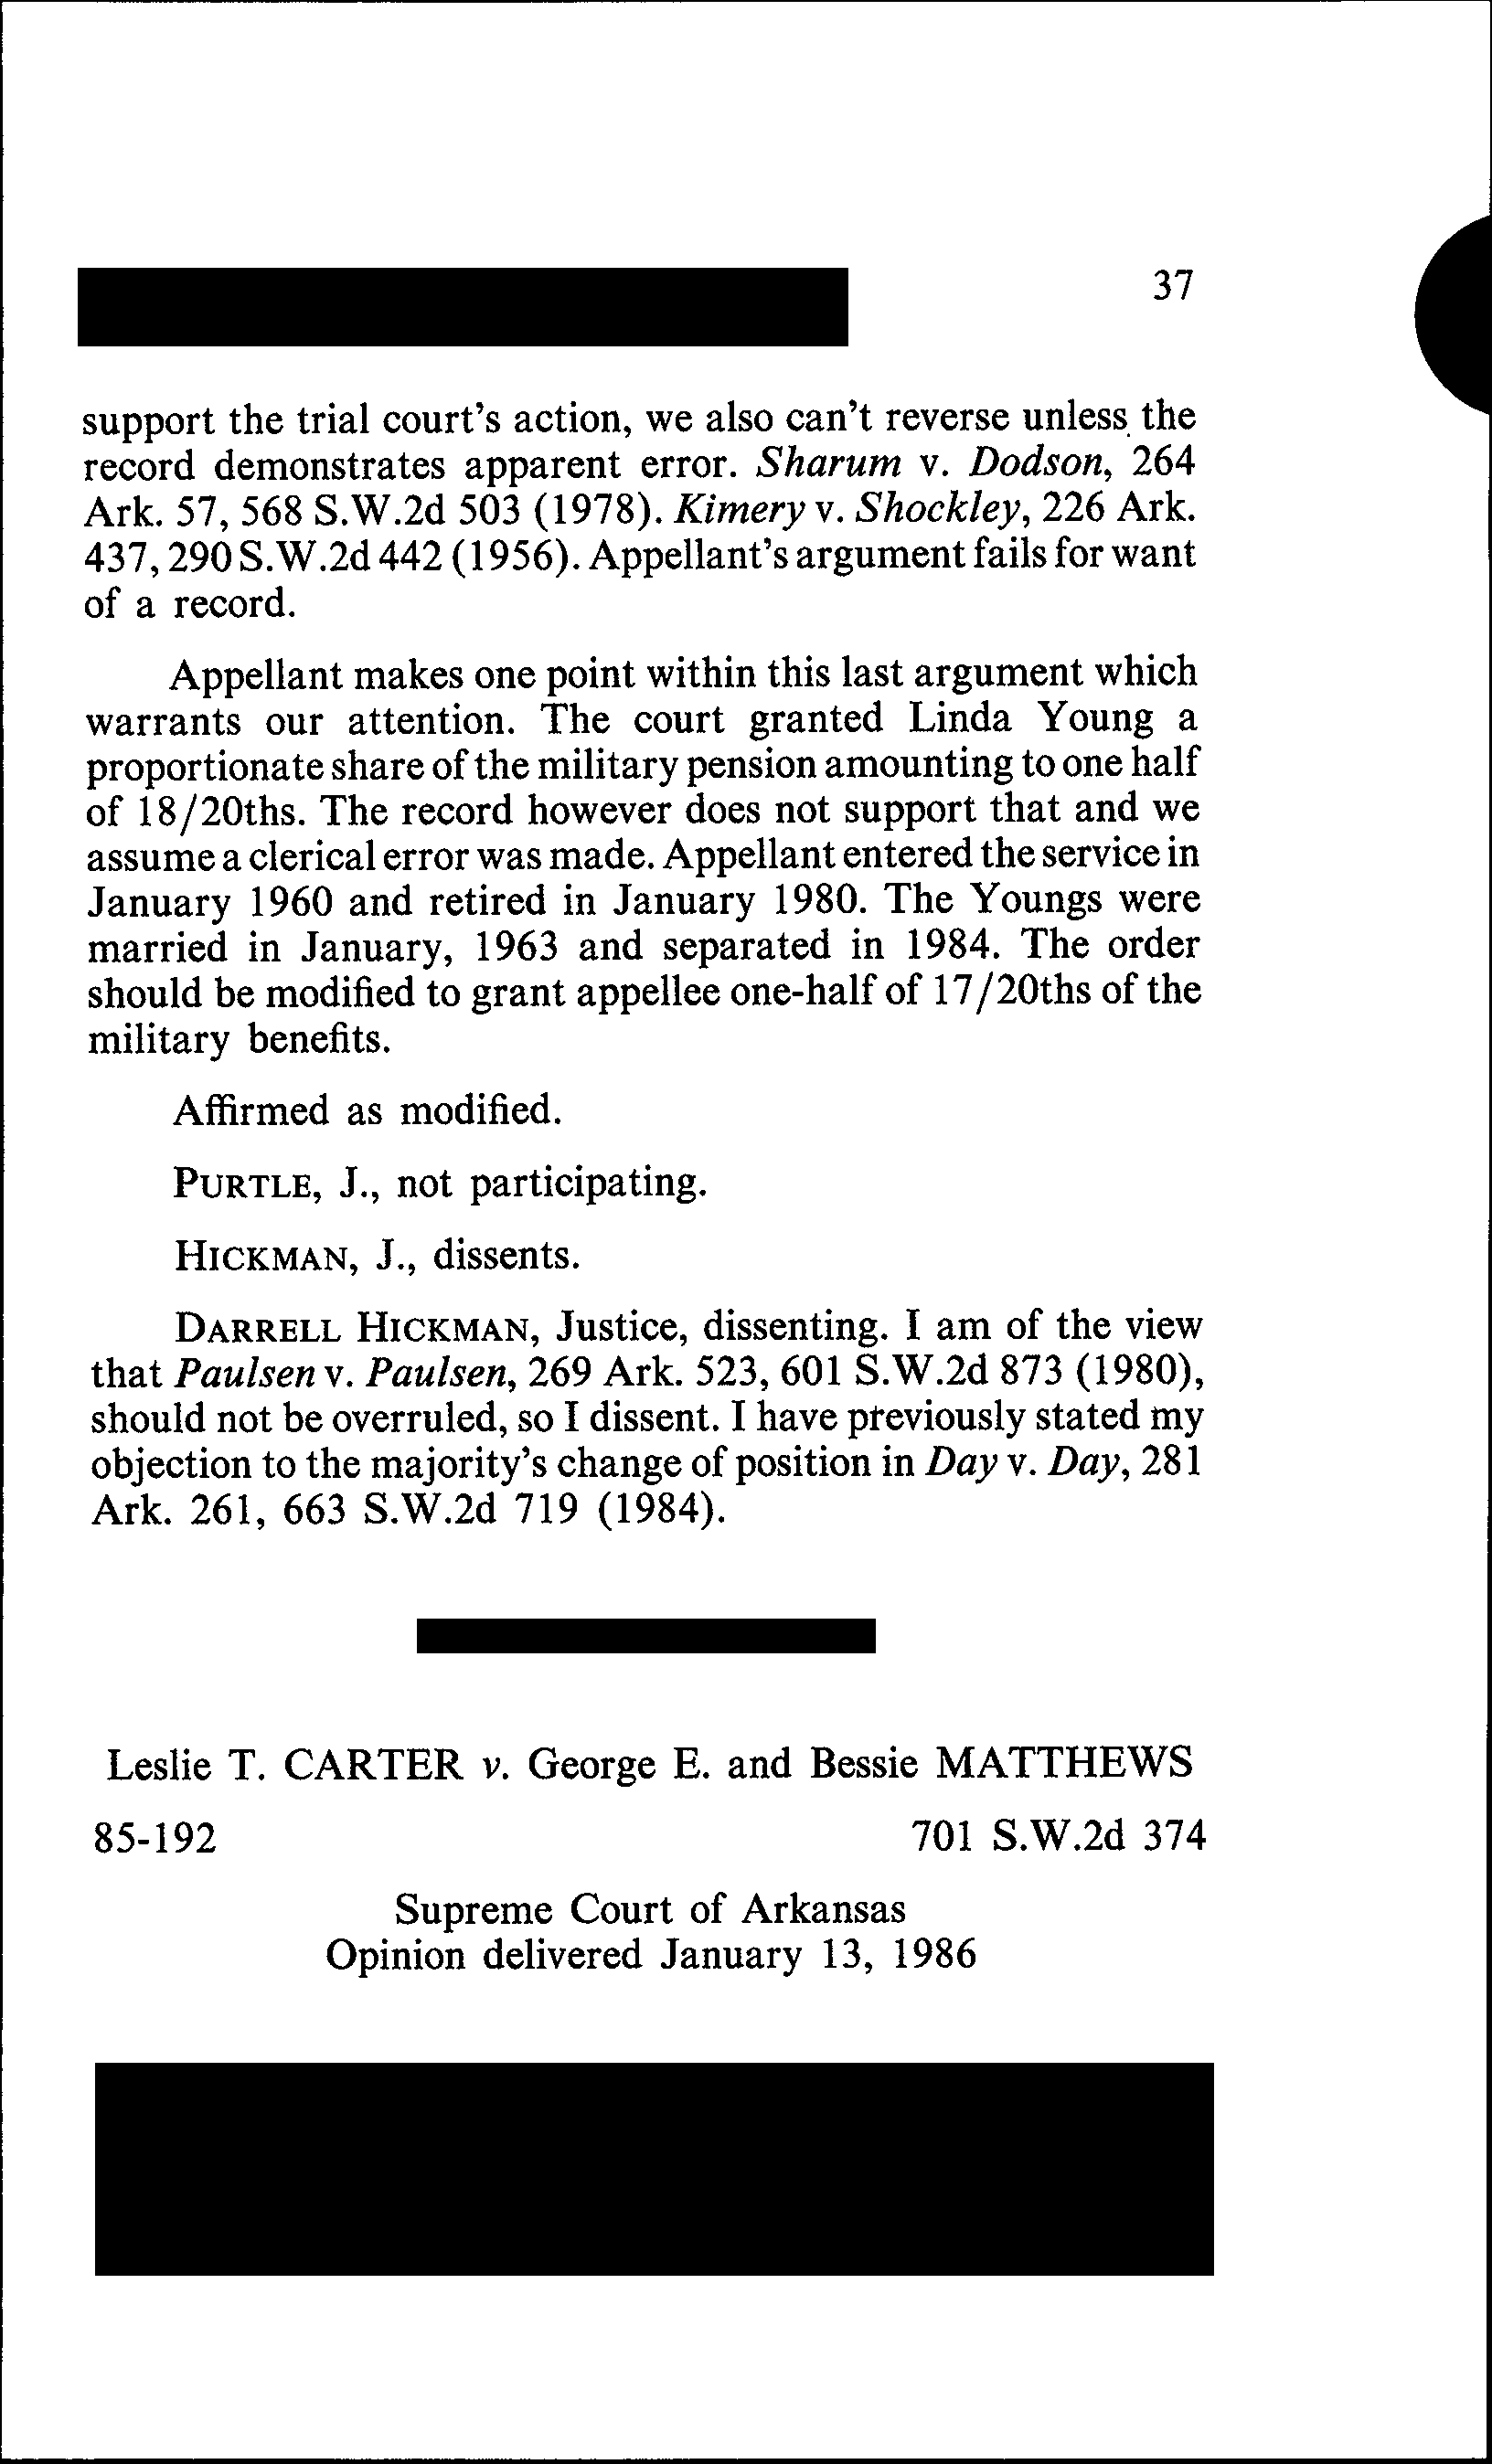 37
support the trial court's action, we also can't reverse unless the
record demonstrates apparent error. Sharum v. Dodson, 264
Ark. 57, 568 S.W.2d 503 (1978). Kimery v. Shockley, 226 Ark.
437, 290 S.W.2d 442 (1956). Appellant's argument fails for want
of a record.
Appellant makes one point within this last argument which
warrants our attention. The court granted Linda Young a
proportionate share of the military pension amounting to one half
of 18/20ths. The record however does not support that and we
assume a clerical error was made. Appellant entered the service in
January 1960 and retired in January 1980. The Youngs were
married in January, 1963 and separated in 1984. The order
should be modified to grant appellee one-half of 17/20ths of the
military benefits.
Affirmed as modified.
PURTLE, J., not participating.
HICKMAN, J., dissents.
DARRELL HICKMAN, Justice, dissenting. I am of the view
that Paulsen v. Paulsen, 269 Ark. 523, 601 S.W.2d 873 (1980),
should not be overruled, so I dissent. I have previously stated my
objection to the majority's change of position in Day v. Day, 281
Ark. 261, 663 S.W.2d 719 (1984).
Leslie T. CARTER v. George E. and Bessie MATTHEWS
85-192 701 S.W.2d 374
Supreme Court of Arkansas
Opinion delivered January 13, 1986